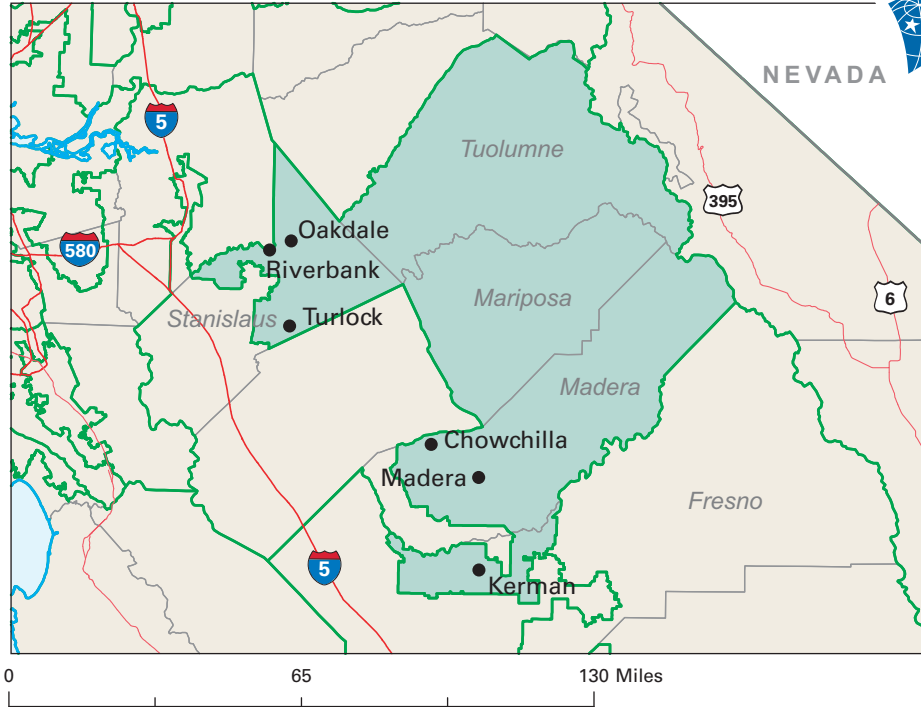 NEVADA
5
Tuolumne
395
Oakdale
580
Riverbank
Mariposa
6
Stanislaus
Turlock
Madera
Chowchilla
Madera
Fresno
5
Kerman
0 65 130 Miles